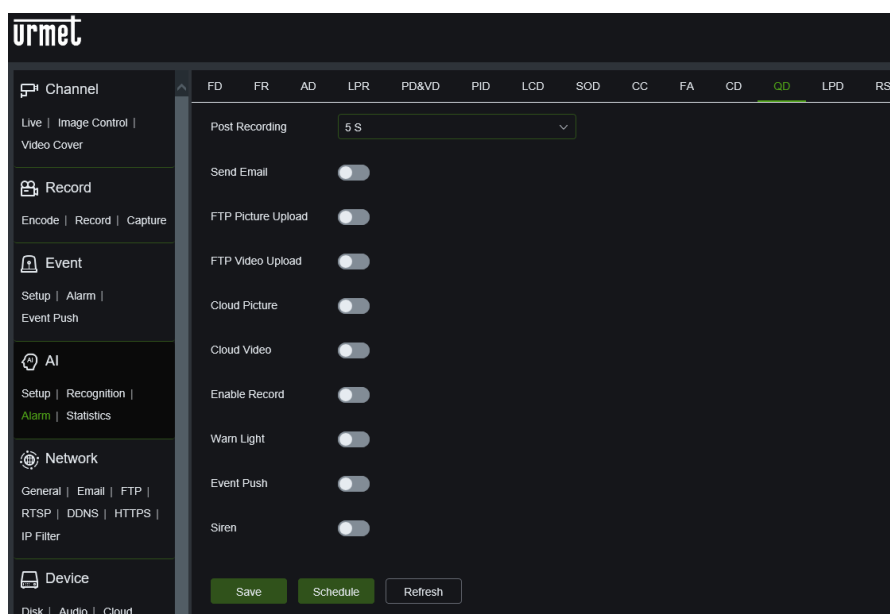 urmet
Channel
Live | Image Control |
Video Cover
Record
Encode | Record | Capture
Event
Setup | Alarm |
Event Push
AI
Setup | Recognition |
Alarm | Statistics
Network
General | Email | FTP |
RTSP | DDNS | HTTPS |
IP Filter
Device
Disk | Audio | Cloud
FD FR AD LPR PD&VD PID LCD SOD CC FA CD QD LPD RS
Post Recording 5 S
Send Email
FTP Picture Upload
FTP Video Upload
Cloud Picture
Cloud Video
Enable Record
Warn Light
Event Push
Siren
Save Schedule Refresh